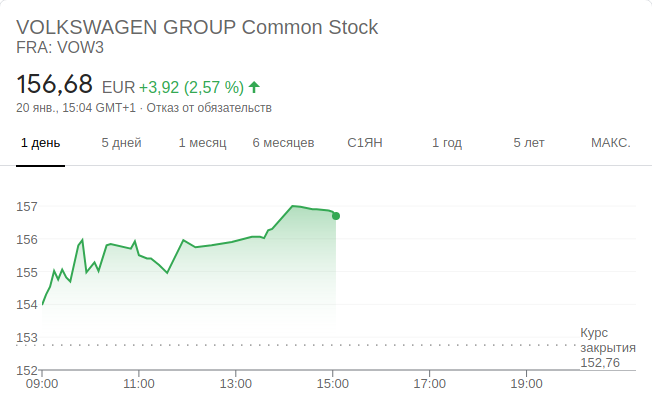 VOLKSWAGEN GROUP Common Stock
FRA: VOW3
156,68 EUR +3,92 (2,57 %)
20 янв., 15:04 GMT+1 · Отказ от обязательств
1 день 5 дней 1 месяц 6 месяцев С1ЯН 1 год 5 лет МАКС.
157
156
155
154
153
152
Курс
закрытия
152,76
09:00 11:00 13:00 15:00 17:00 19:00